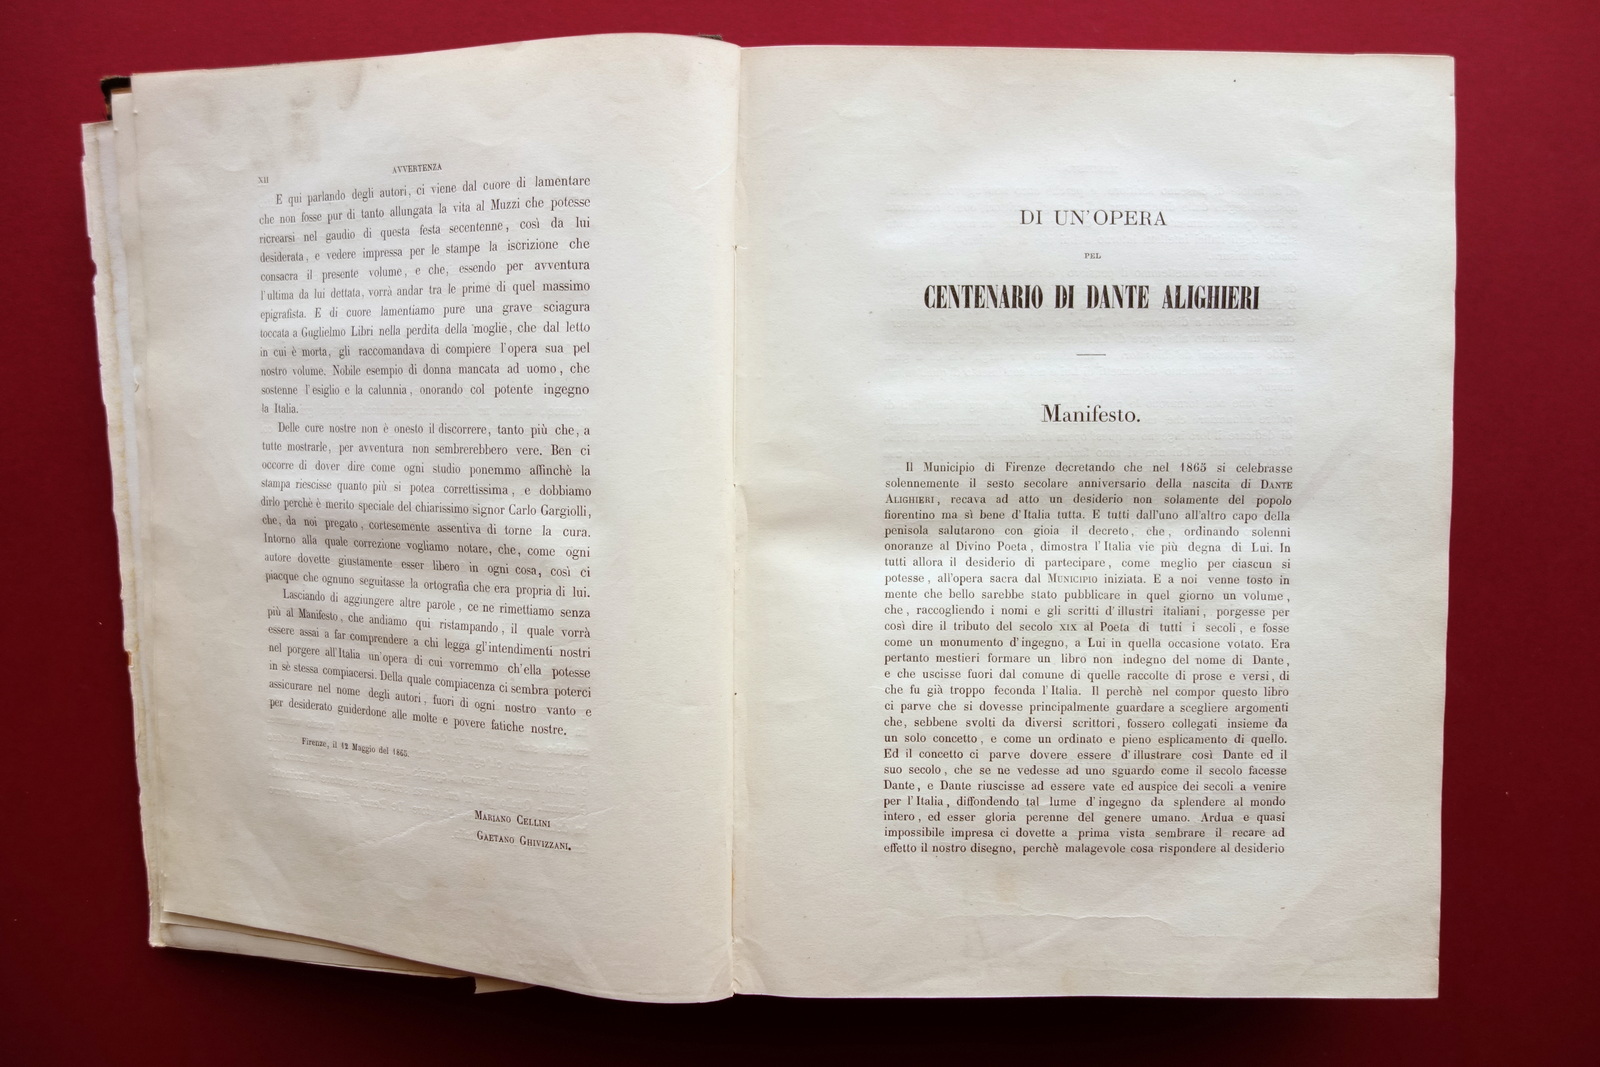 XII
AVVERTENZA
E qui parlando degli autori, ci viene dal cuore di lamentare
che non fosse pur di tanto allungata la vita al Muzzi che potesse
ricrearsi nel gaudio di questa festa secentenne, così da lui
desiderata, e vedere impressa per le stampe la iscrizione che
consacra il presente volume, e che, essendo per avventura
l'ultima da lui dettata, vorrà andar tra le prime di quel massimo
epigrafista. E di cuore lamentiamo pure una grave sciagura
toccata a Guglielmo Libri nella perdita della moglie, che dal letto
in cui è morta, gli raccomandava di compiere l'opera sua pel
nostro volume. Nobile esempio di donna mancata ad uomo, che
sostenne l'esiglio e la calunnia, onorando col potente ingegno
la Italia.
Delle cure nostre non è onesto il discorrere, tanto più che, a
tutte mostrarle, per avventura non sembrerebbero vere. Ben ci
occorre di dover dire come ogni studio ponemmo affinchè la
stampa riescisse quanto più si potea correttissima, e dobbiamo
dirlo perchè è merito speciale del chiarissimo signor Carlo Gargiolli,
che, da noi pregato, cortesemente assentiva di torne la cura.
Intorno alla quale correzione vogliamo notare, che, come ogni
autore dovette giustamente esser libero in ogni cosa, così ci
piacque che ognuno seguitasse la ortografia che era propria di lui.
Lasciando di aggiungere altre parole, ce ne rimettiamo senza
più al Manifesto, che andiamo qui ristampando, il quale vorrà
essere assai a far comprendere a chi legga gl'intendimenti nostri
nel porgere all'Italia un'opera di cui vorremmo ch'ella potesse
in sè stessa compiacersi. Della quale compiacenza ci sembra poterci
assicurare nel nome degli autori, fuori di ogni nostro vanto e
per desiderato guiderdone alle molte e povere fatiche nostre.
Firenze, il 12 Maggio del 1865.
MARIANO CELLINI
GAETANO GHIVIZZANI.
DI UN'OPERA
PEL
CENTENARIO DI DANTE ALIGHIERI
Manifesto.
Il Municipio di Firenze decretando che nel 1865 si celebrasse
solennemente il sesto secolare anniversario della nascita di DANTE
ALIGHIERI, recava ad atto un desiderio non solamente del popolo
fiorentino ma sì bene d'Italia tutta. E tutti dall'uno all'altro capo della
penisola salutarono con gioia il decreto, che, ordinando solenni
onoranze al Divino Poeta, dimostra l'Italia vie più degna di Lui. In
tutti allora il desiderio di partecipare, come meglio per ciascun si
potesse, all'opera sacra dal MUNICIPIO iniziata. E a noi venne tosto in
mente che bello sarebbe stato pubblicare in quel giorno un volume,
che, raccogliendo i nomi e gli scritti d'illustri italiani, porgesse per
così dire il tributo del secolo XIX al Poeta di tutti i secoli, e fosse
come un monumento d'ingegno, a Lui in quella occasione votato. Era
pertanto mestieri formare un libro non indegno del nome di Dante,
e che uscisse fuori dal comune di quelle raccolte di prose e versi, di
che fu già troppo feconda l'Italia. Il perchè nel compor questo libro
ci parve che si dovesse principalmente guardare a scegliere argomenti
che, sebbene svolti da diversi scrittori, fossero collegati insieme da
un solo concetto, e come un ordinato e pieno esplicamento di quello.
Ed il concetto ci parve dovere essere d'illustrare così Dante ed il
suo secolo, che se ne vedesse ad uno sguardo come il secolo facesse
Dante, e Dante riuscisse ad essere vate ed auspice dei secoli a venire
per l'Italia, diffondendo tal lume d'ingegno da splendere al mondo
intero, ed esser gloria perenne del genere umano. Ardua e quasi
impossibile impresa ci dovette a prima vista sembrare il recare ad
effetto il nostro disegno, perchè malagevole cosa rispondere al desiderio